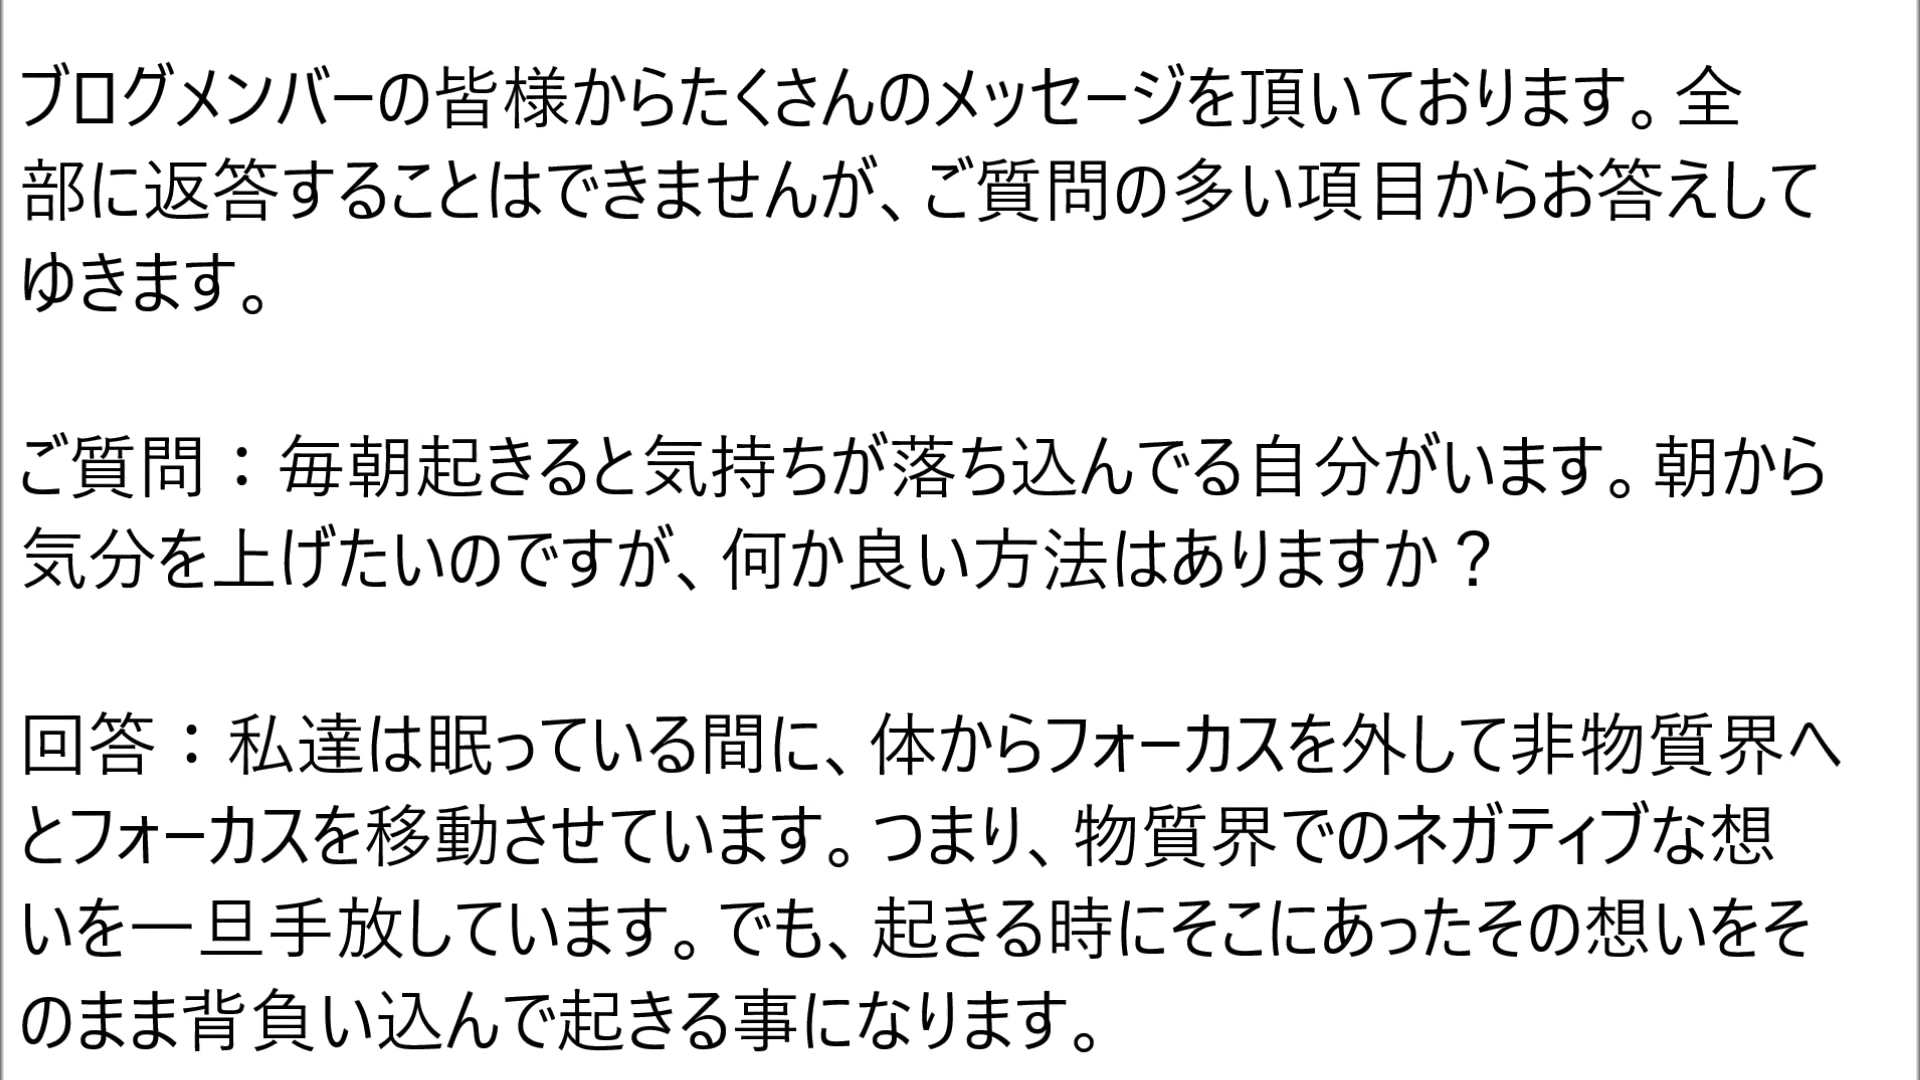 ブログメンバーの皆様からたくさんのメッセージを頂いております。全
部に返答することはできませんが、ご質問の多い項目からお答えして
ゆきます。
ご質問：毎朝起きると気持ちが落ち込んでる自分がいます。朝から
気分を上げたいのですが、何か良い方法はありますか？
回答：私達は眠っている間に、体からフォーカスを外して非物質界へ
とフォーカスを移動させています。つまり、物質界でのネガティブな想
いを一旦手放しています。でも、起きる時にそこにあったその想いをそ
のまま背負い込んで起きる事になります。